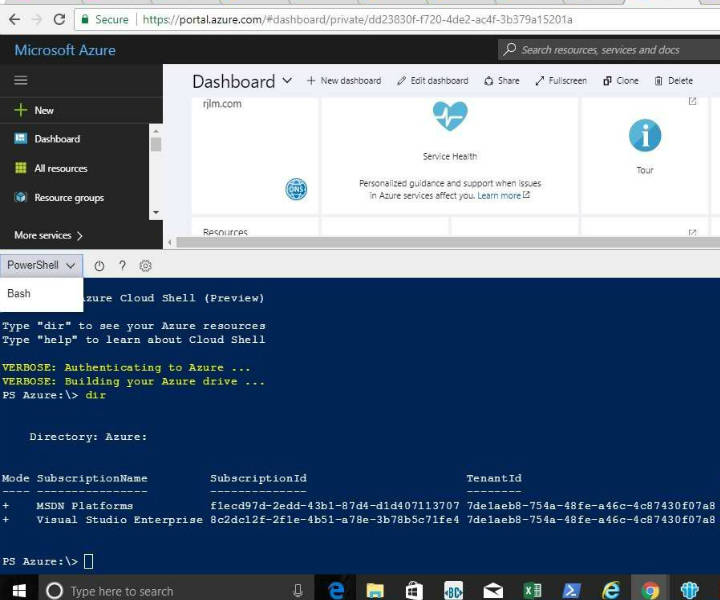 Secure https://portal.azure.com/#dashboard/private/dd23830f-f720-4de2-ac4f-3b379a15201a
Microsoft Azure
Search resources, services and docs
Dashboard + New dashboard Edit dashboard Share Fullscreen Clone Delete
New
Dashboard
All resources
Resource groups
More services >
rjlm.com
DNS
Service Health
Personalized guidance and support when issues
in Azure services affect you. Learn more
i
Tour
Resources
PowerShell ?
Bash
Azure Cloud Shell (Preview)
Type "dir" to see your Azure resources
Type "help" to learn about Cloud Shell
VERBOSE: Authenticating to Azure ...
VERBOSE: Building your Azure drive ...
PS Azure:\> dir
Directory: Azure:
Mode SubscriptionName SubscriptionId TenantId
---- ---------------- -------------- --------
+ MSDN Platforms f1ecd97d-2edd-43b1-87d4-d1d407113707 7de1aeb8-754a-48fe-a46c-4c87430f07a8
+ Visual Studio Enterprise 8c2dc12f-2f1e-4b51-a78e-3b78b5c71fe4 7de1aeb8-754a-48fe-a46c-4c87430f07a8
PS Azure:\>
Type here to search